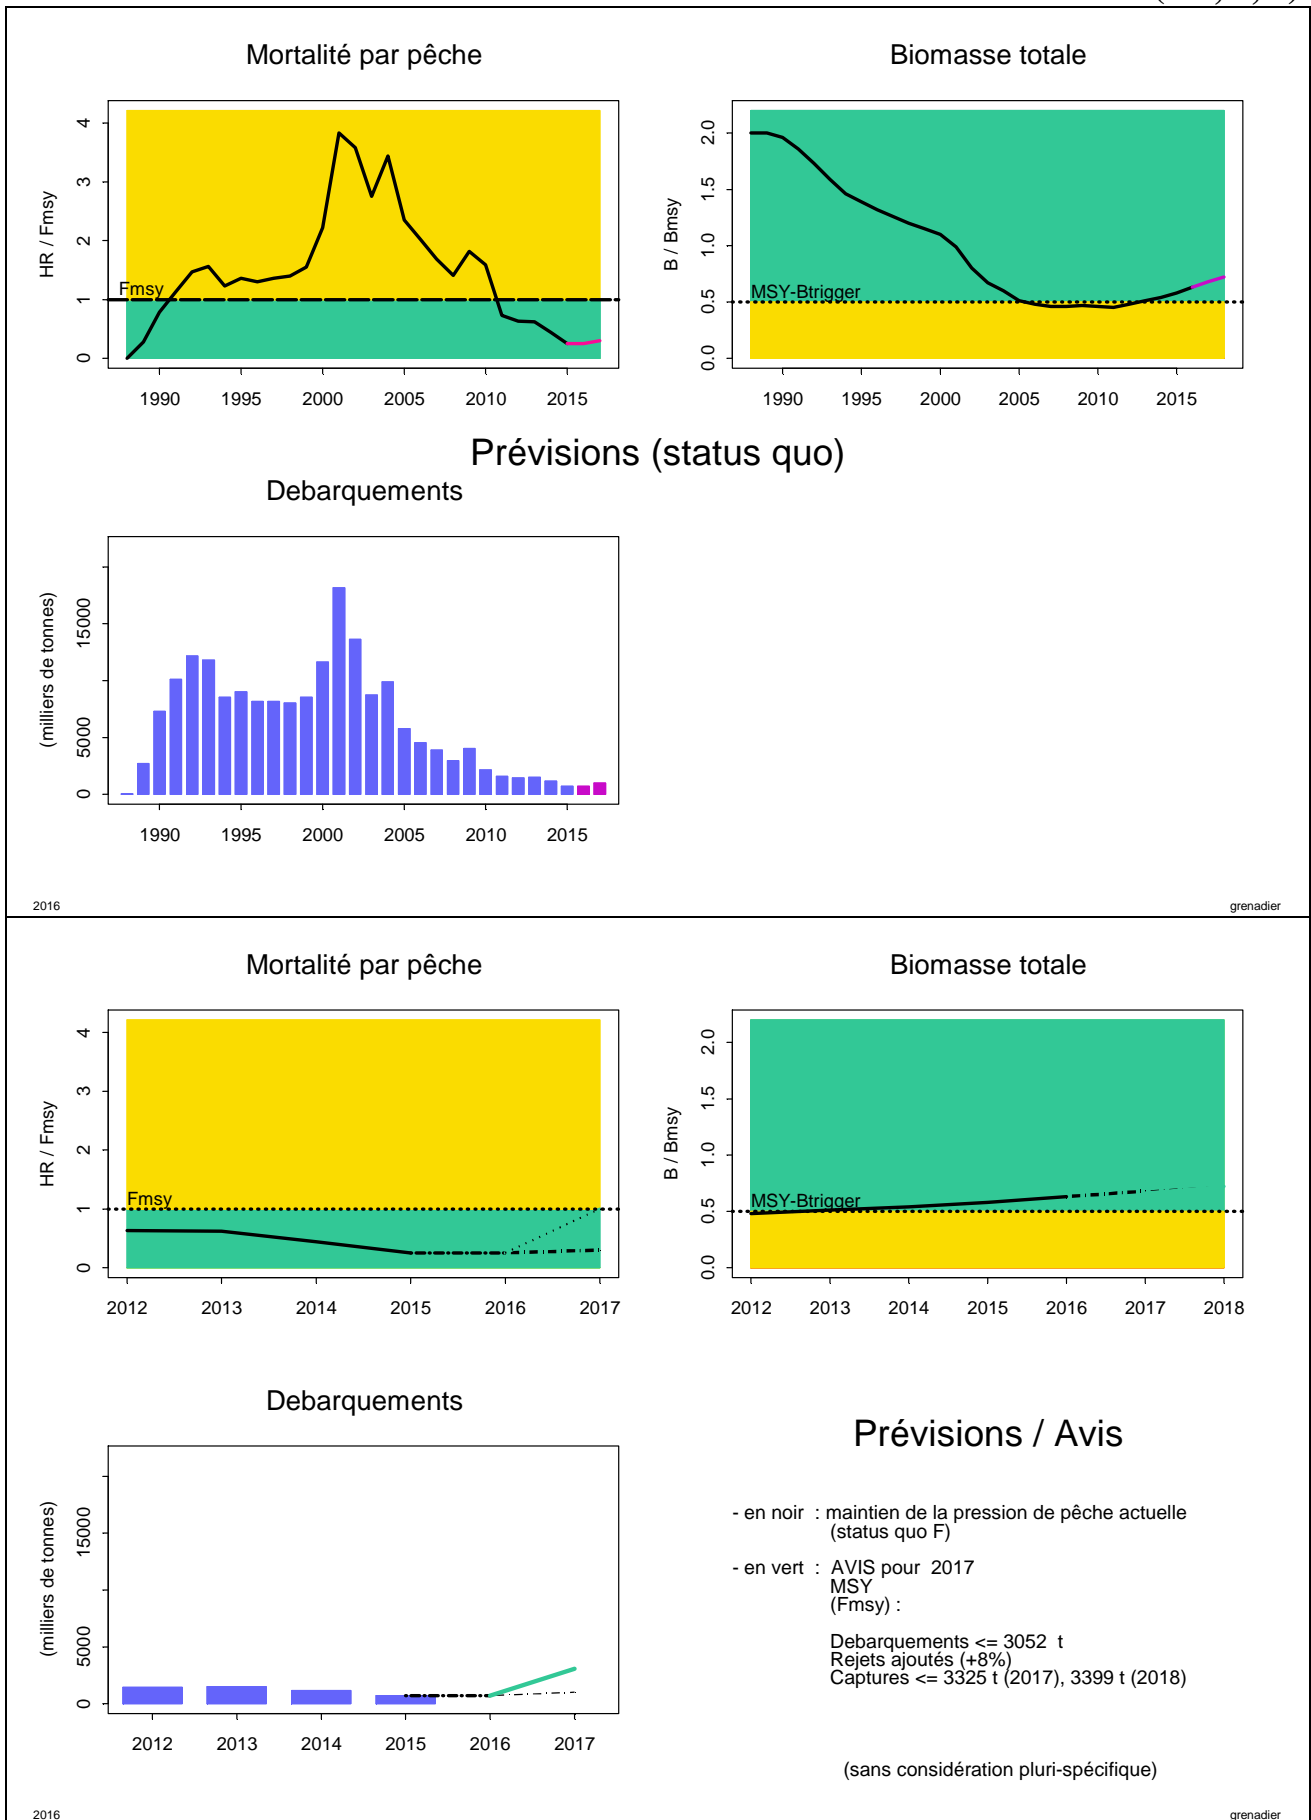 Mortalité par pêche
HR / Fmsy
4
3
2
1
0
Fmsy
1990 1995 2000 2005 2010 2015
Biomasse totale
B / Bmsy
2.0
1.5
1.0
0.5
0.0
MSY-Btrigger
1990 1995 2000 2005 2010 2015
Prévisions (status quo)
Debarquements
(milliers de tonnes)
15000
5000
0
1990 1995 2000 2005 2010 2015
2016
grenadier
Mortalité par pêche
HR / Fmsy
4
3
2
1
0
Fmsy
2012 2013 2014 2015 2016 2017
Biomasse totale
B / Bmsy
2.0
1.5
1.0
0.5
0.0
MSY-Btrigger
2012 2013 2014 2015 2016 2017 2018
Debarquements
(milliers de tonnes)
15000
5000
0
2012 2013 2014 2015 2016 2017
Prévisions / Avis
- en noir : maintien de la pression de pêche actuelle
(status quo F)
- en vert : AVIS pour 2017
MSY
(Fmsy) :
Debarquements <= 3052 t
Rejets ajoutés (+8%)
Captures <= 3325 t (2017), 3399 t (2018)
(sans considération pluri-spécifique)
2016
grenadier